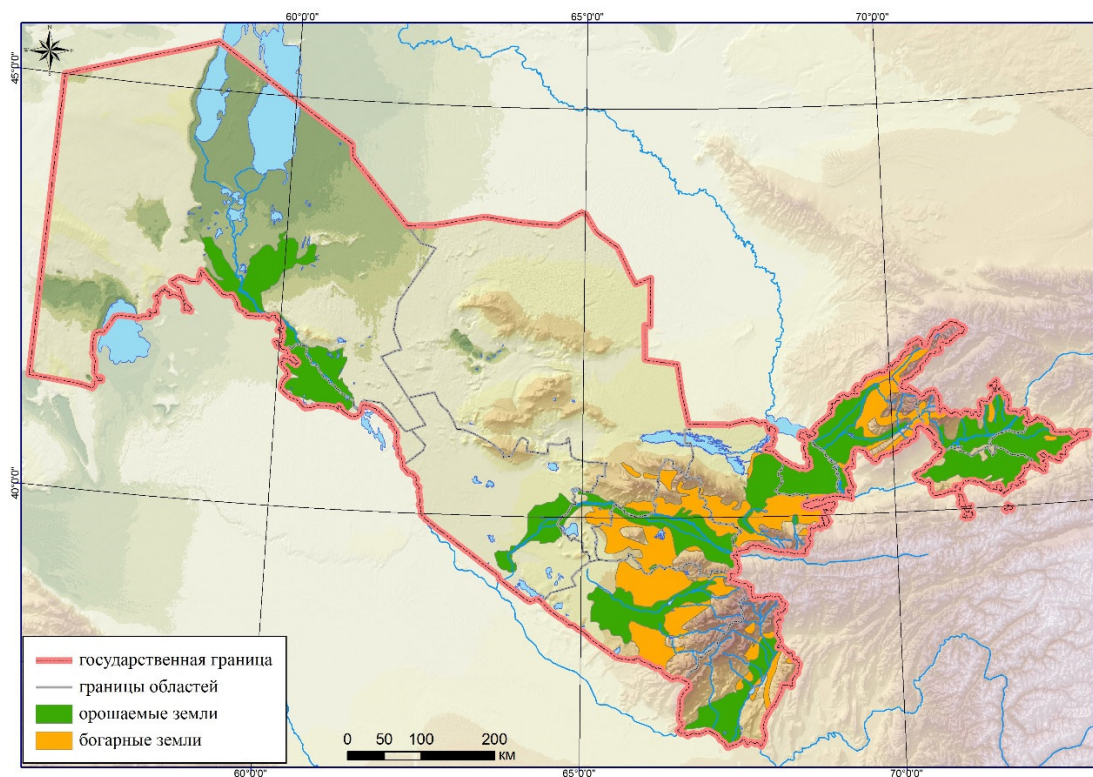 60°0'0"
65°0'0"
70°0'0"
N
45°0'0"
40°0'0"
государственная граница
границы областей
орошаемые земли
богарные земли
0 50 100 200
км
60°0'0"
65°0'0"
70°0'0"